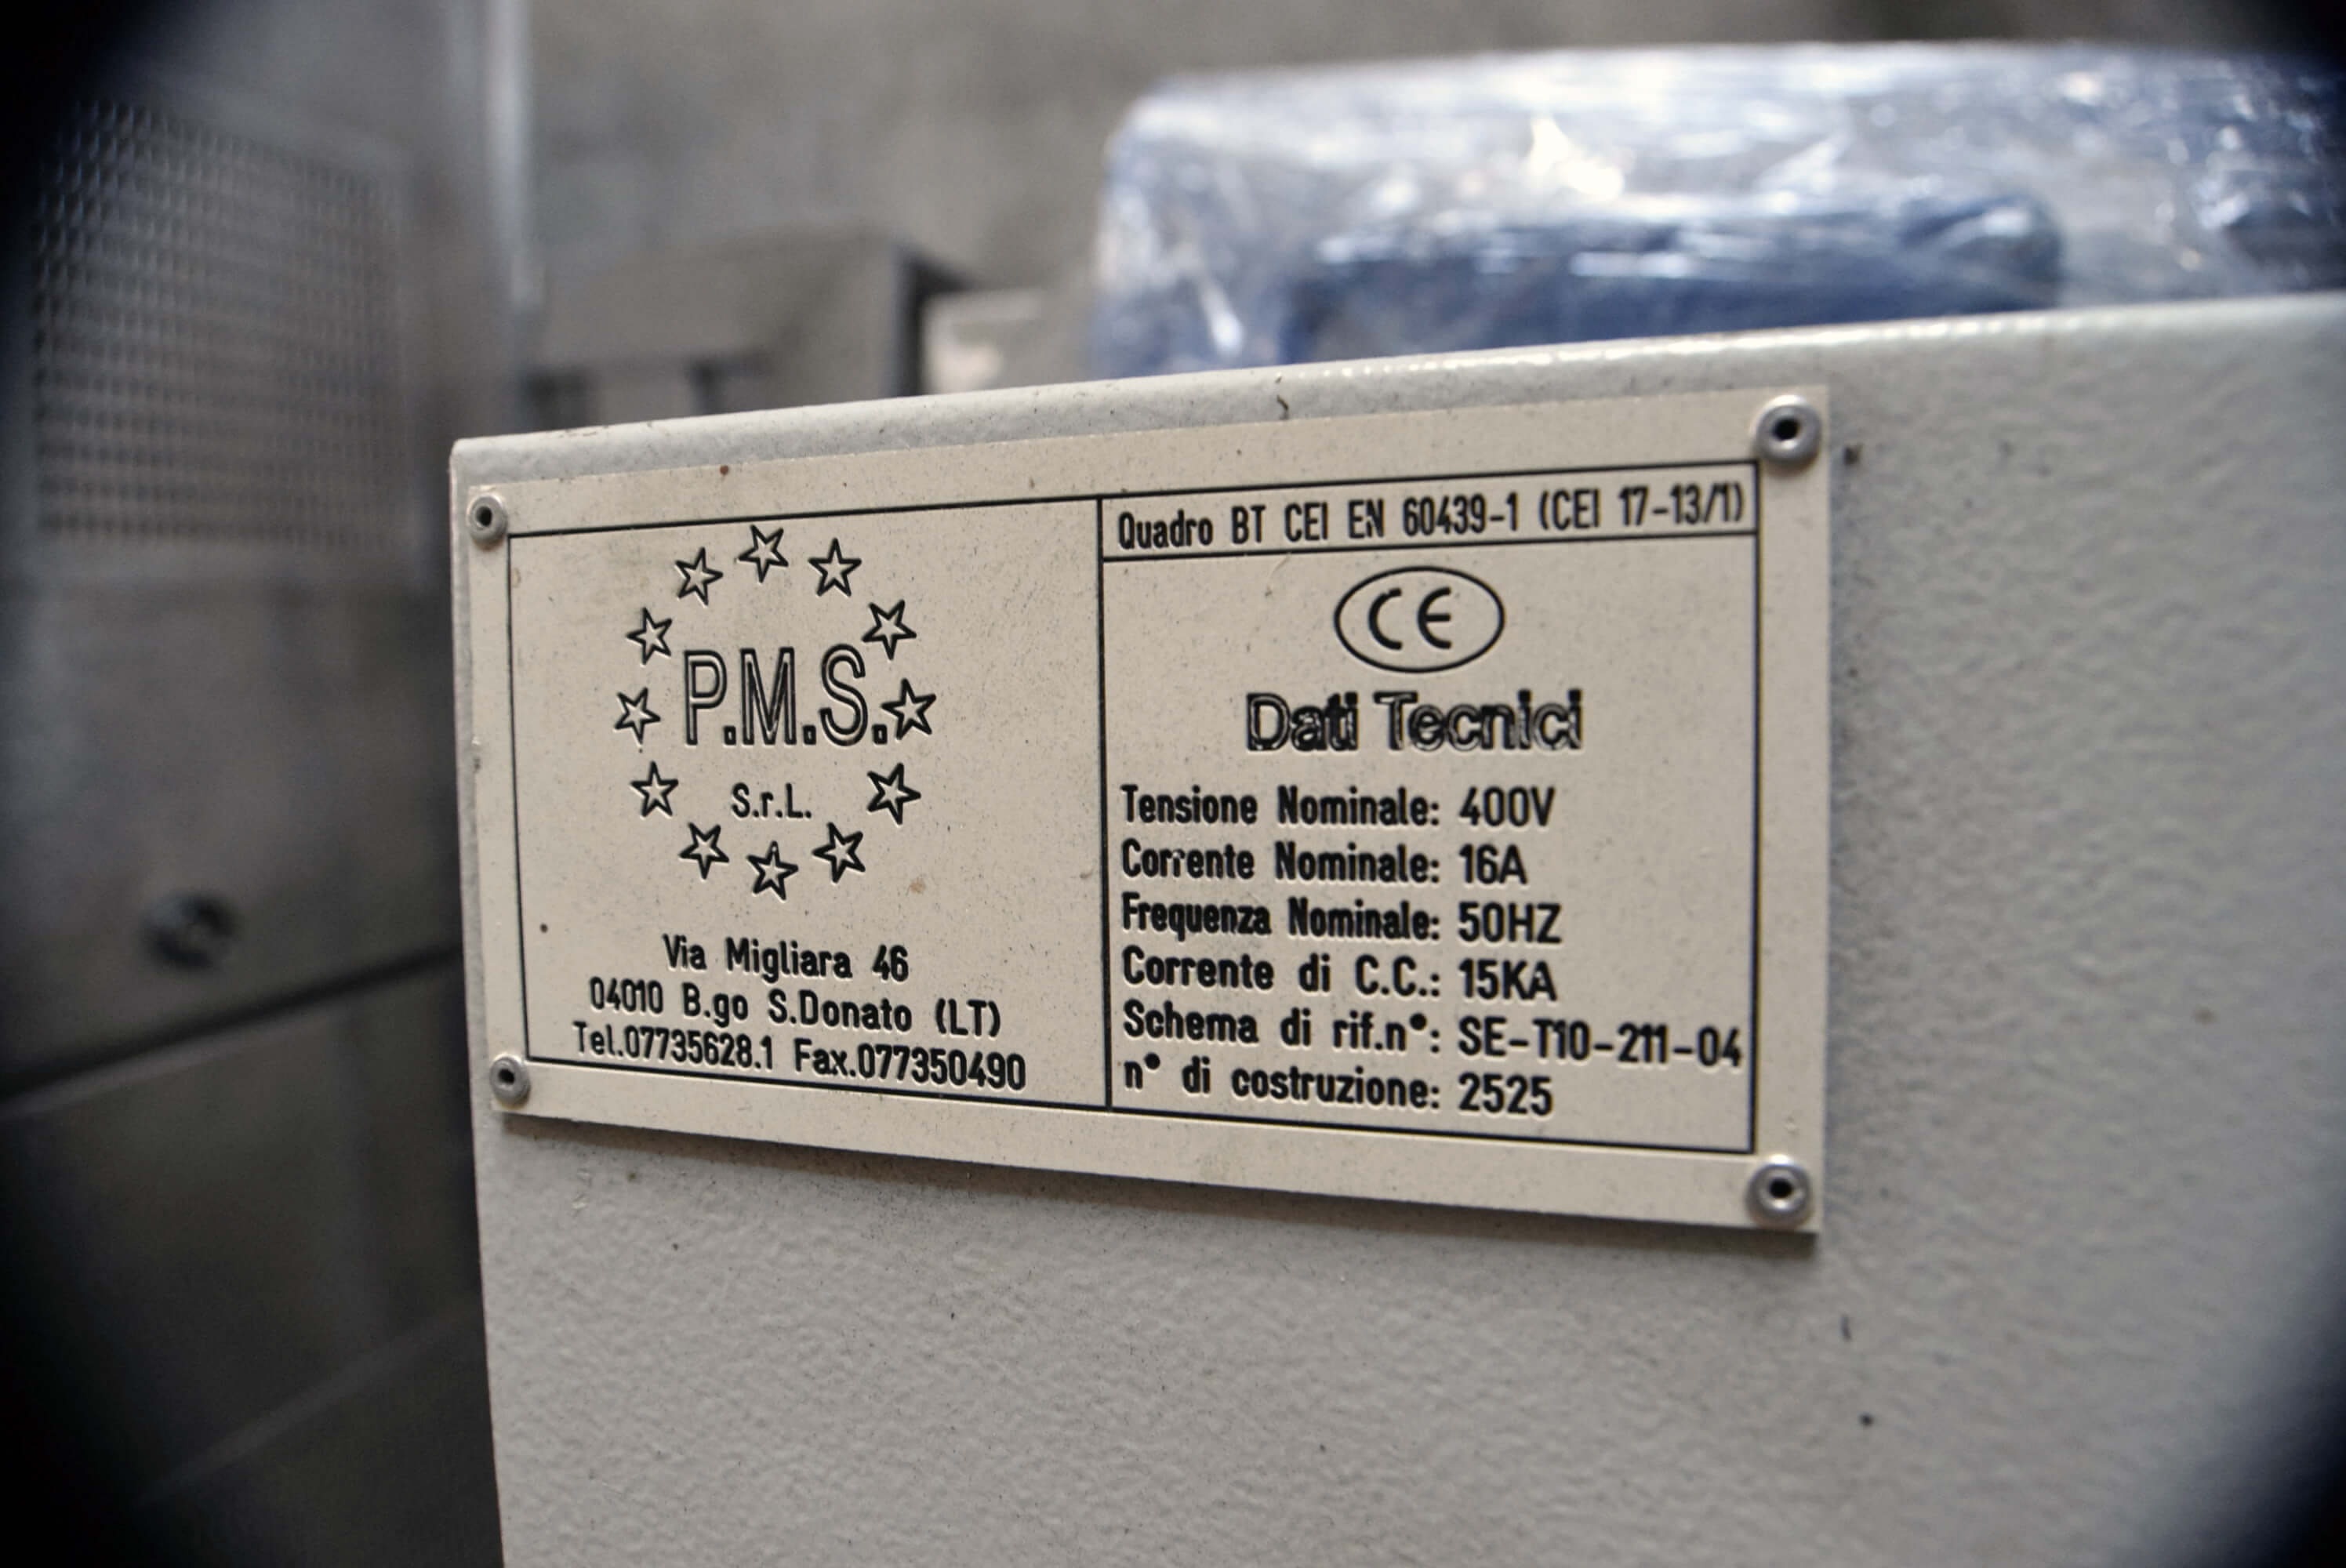 P.M.S.
S.r.L.
Via Migliara 46
04010 B.go S.Donato (LT)
Tel.07735628.1 Fax.077350490
Quadro BT CEI EN 60439-1 (CEI 17-13/1)
CE
Dati Tecnici
Tensione Nominale: 400V
Corrente Nominale: 16A
Frequenza Nominale: 50HZ
Corrente di C.C.: 15KA
Schema di rif.n°: SE-T10-211-04
n° di costruzione: 2525